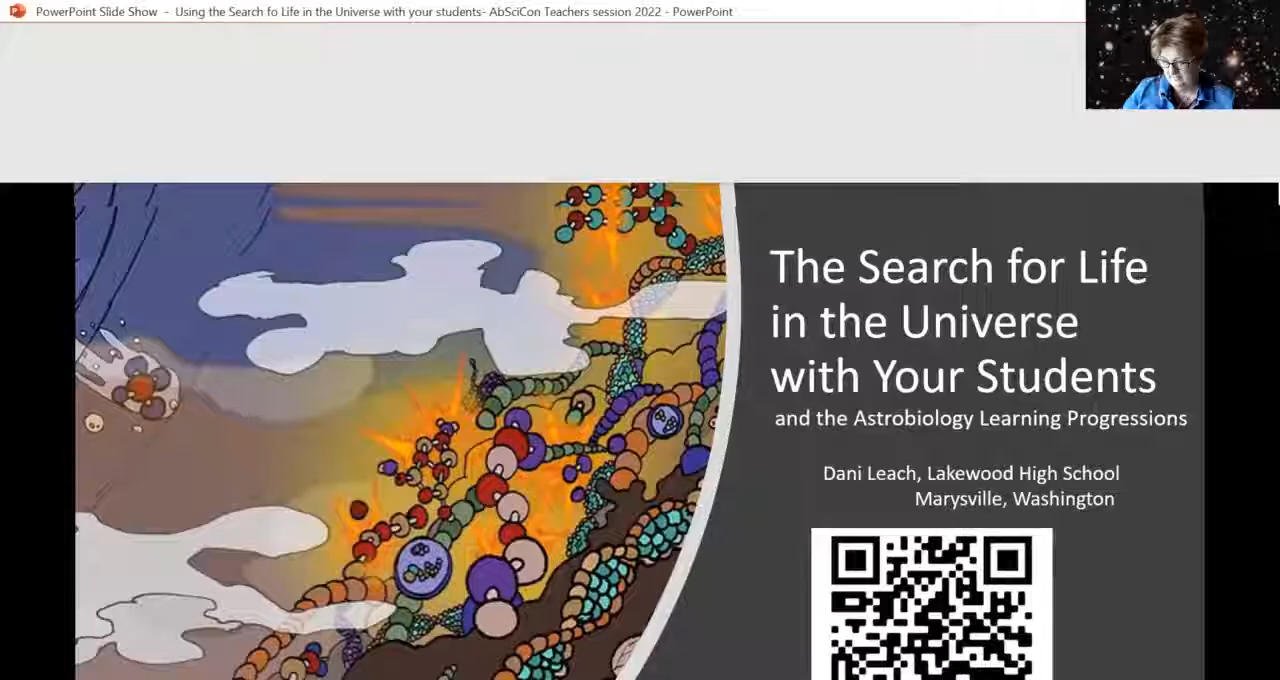 PowerPoint Slide Show - Using the Search fo Life in the Universe with your students- AbSciCon Teachers session 2022 - PowerPoint
The Search for Life
in the Universe
with Your Students
and the Astrobiology Learning Progressions
Dani Leach, Lakewood High School
Marysville, Washington